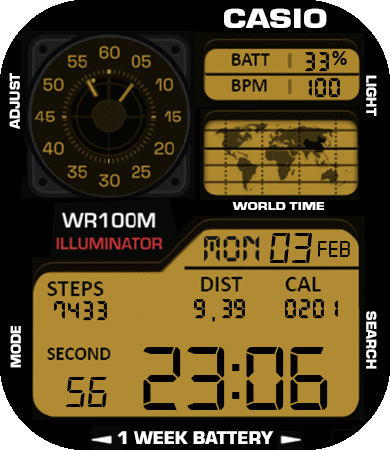 CASIO
60
55 05
50 10
45 15
40 20
35 25
30
BATT 33%
BPM 100
ADJUST
LIGHT
WORLD TIME
WR100M
ILLUMINATOR
MON 03 FEB
STEPS DIST CAL
7433 9,39 0201
MODE
SEARCH
SECOND
56 23:06
1 WEEK BATTERY